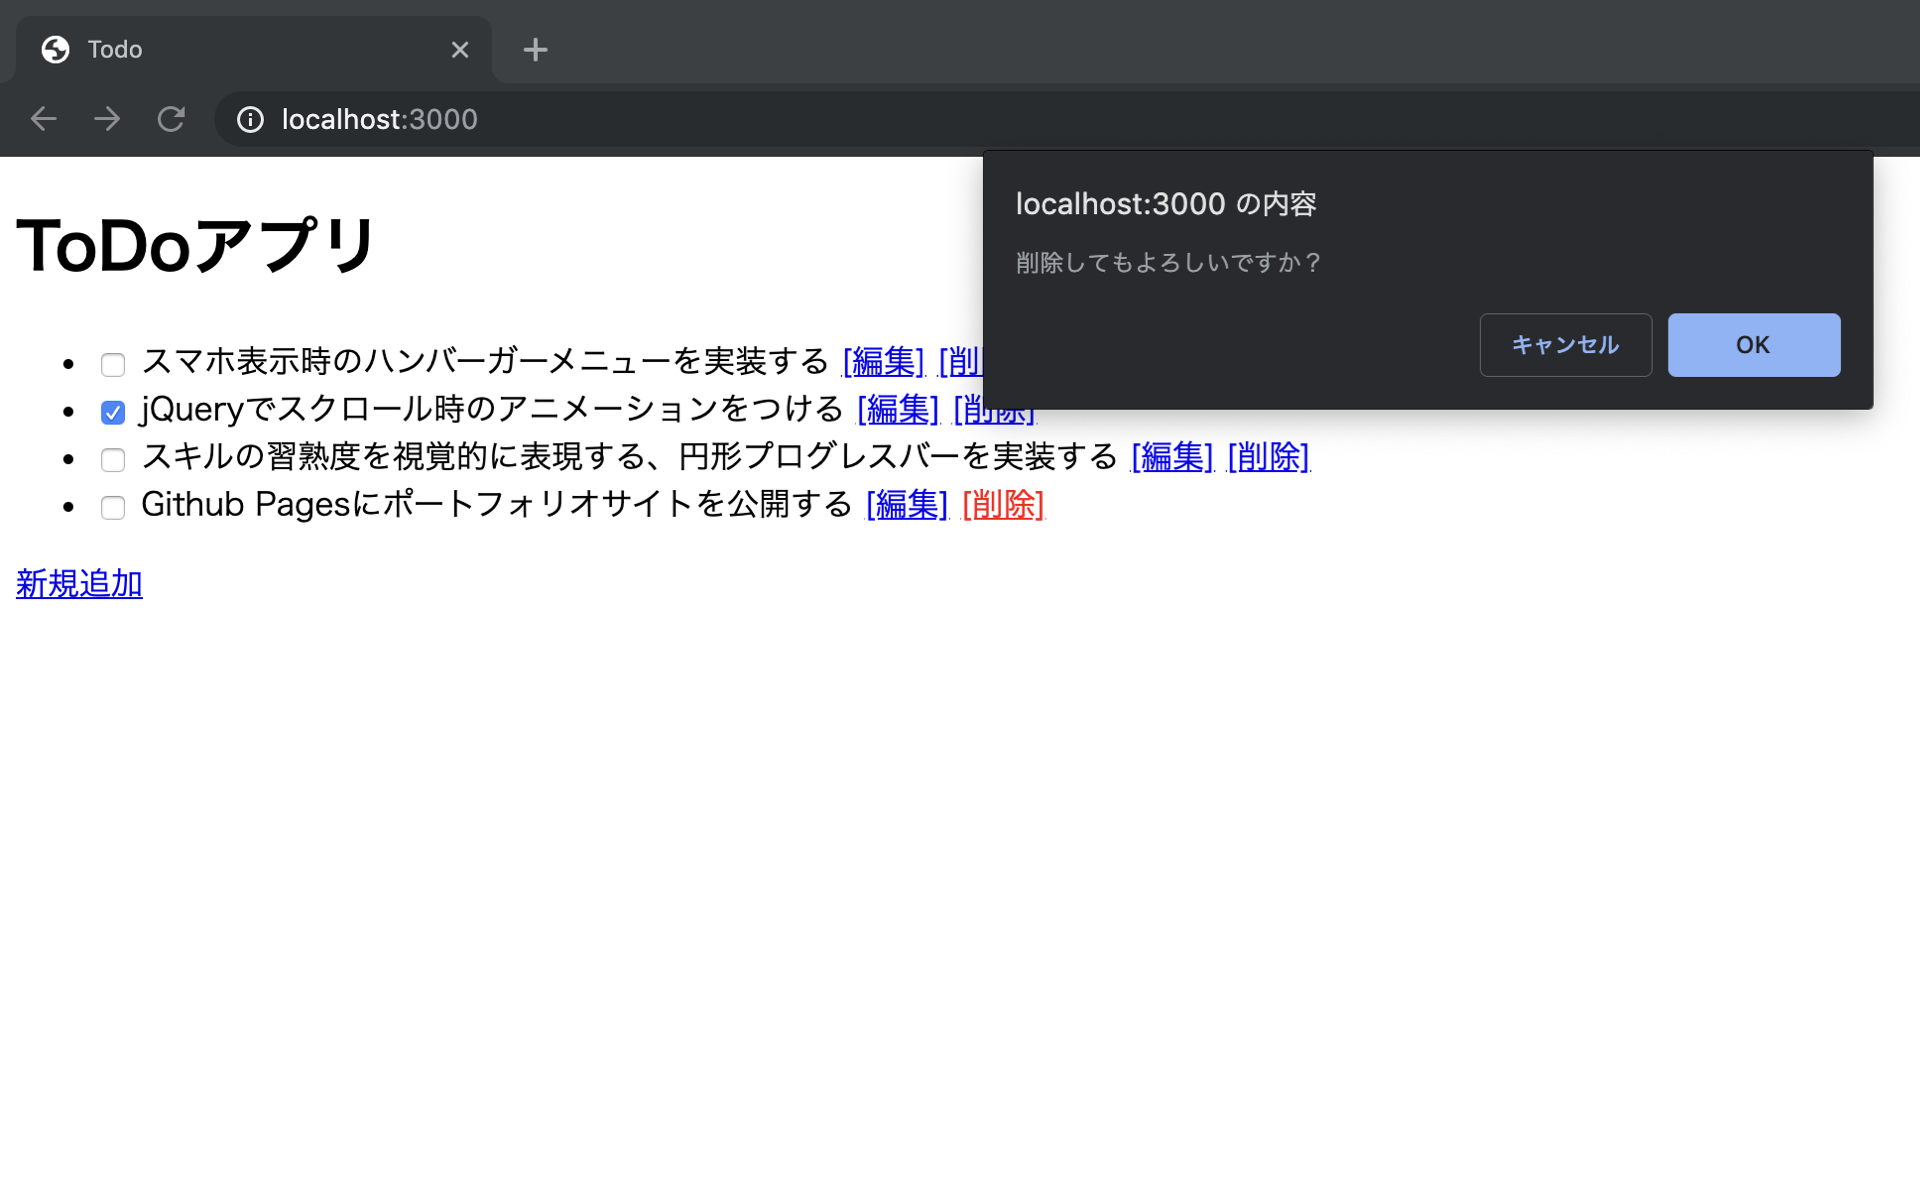 Todo
localhost:3000
localhost:3000 の内容
削除してもよろしいですか？
キャンセル OK
ToDoアプリ
スマホ表示時のハンバーガーメニューを実装する [編集] [削
jQueryでスクロール時のアニメーションをつける [編集] [削除]
スキルの習熟度を視覚的に表現する、円形プログレスバーを実装する [編集] [削除]
Github Pagesにポートフォリオサイトを公開する [編集] [削除]
新規追加